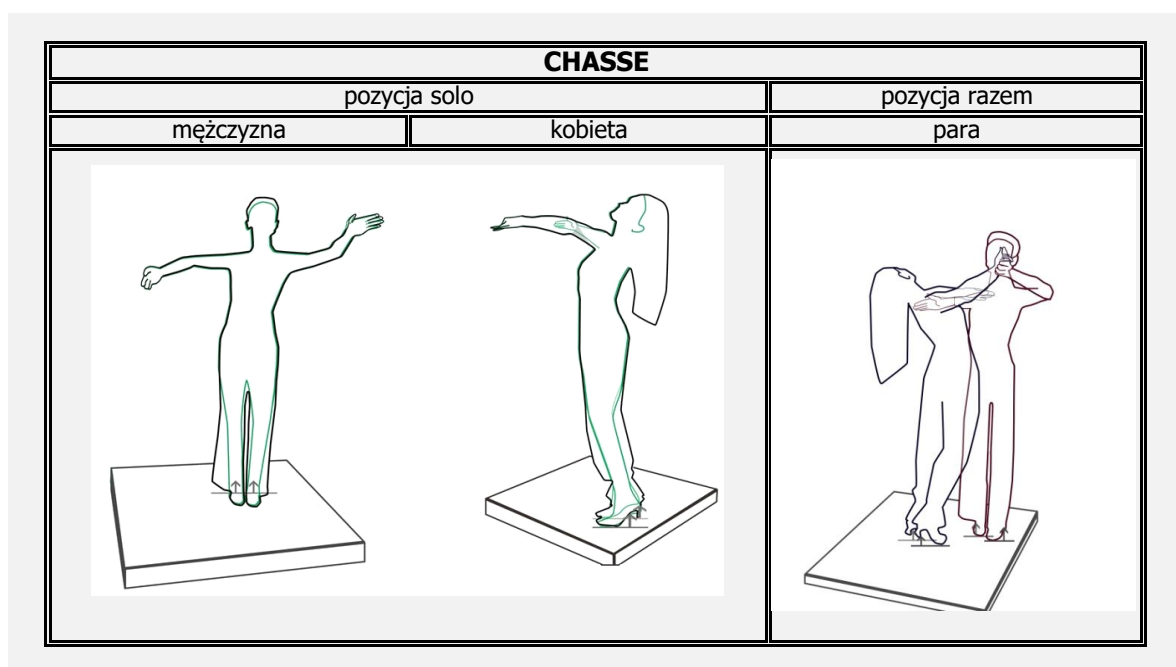 CHASSE
pozycja solo
pozycja razem
mężczyzna
kobieta
para